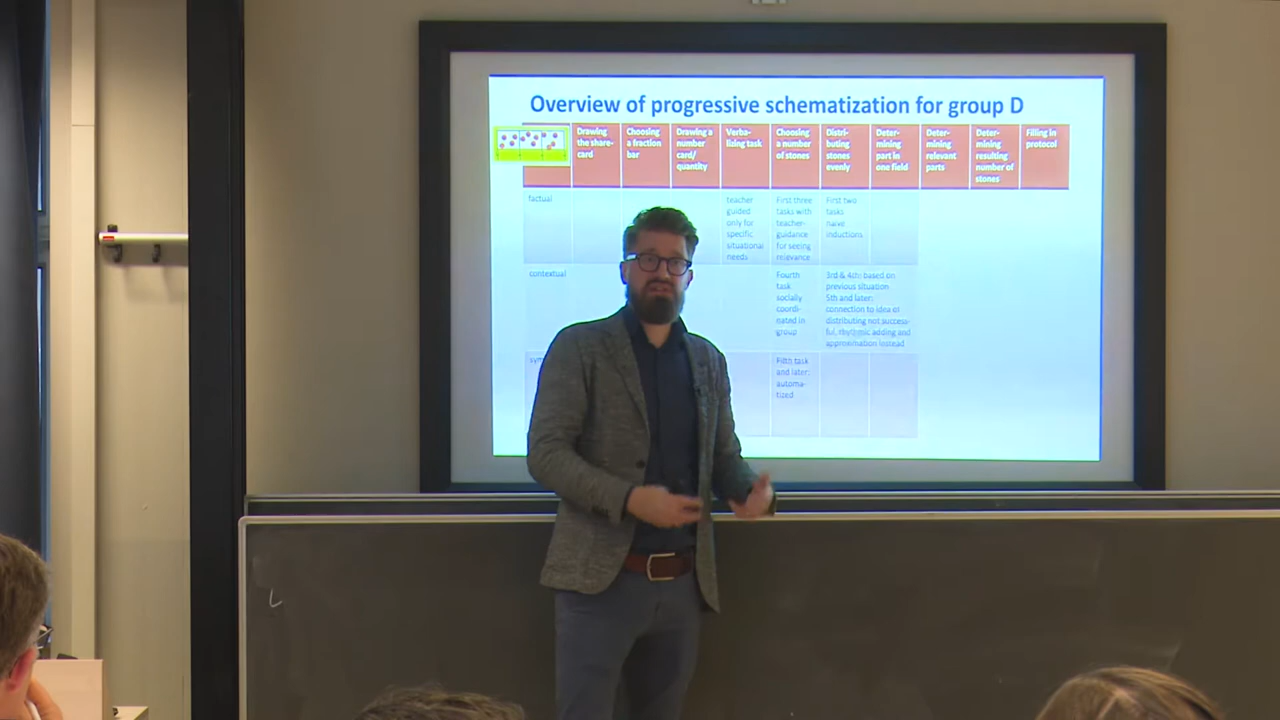 Overview of progressive schematization for group D
Drawing
the share-
card
Choosing
a fraction
bar
Drawing a
number
card/
quantity
Verba-
lizing task
Choosing
a number
of stones
Distri-
buting
stones
evenly
Deter-
mining
part in
one field
Deter-
mining
relevant
parts
Deter-
mining
resulting
number of
stones
Filling in
protocol
factual
teacher
guided
only for
specific
situational
needs
First three
tasks with
teacher-
guidance
for seeing
relevance
First two
tasks
naive
inductions
contextual
Fourth
task
socially
coordi-
nated in
group
3rd & 4th: based on
previous situation
5th and later:
connection to idea of
distributing not success-
ful, rhythmic adding and
approximation instead
sym
Fifth task
and later:
automa-
tized